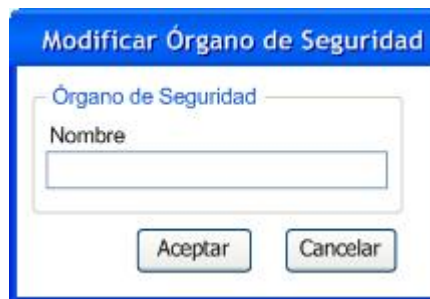 Modificar Órgano de Seguridad
Órgano de Seguridad
Nombre
Aceptar Cancelar